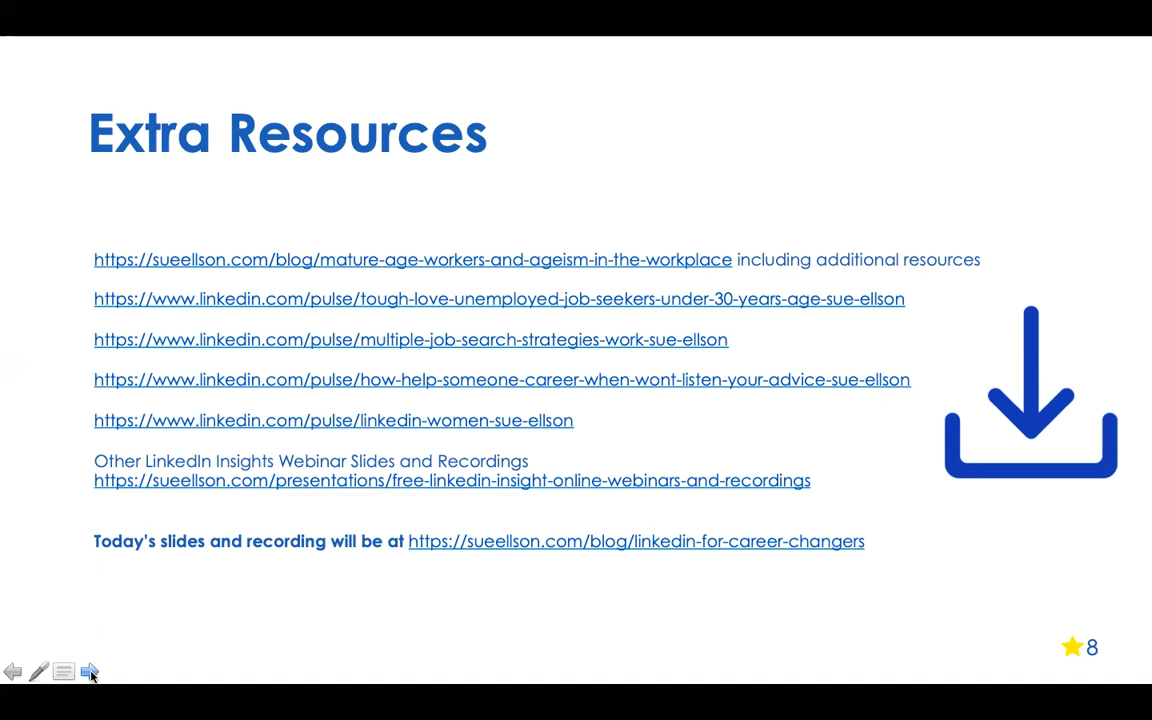 Extra Resources
https://sueellson.com/blog/mature-age-workers-and-ageism-in-the-workplace including additional resources
https://www.linkedin.com/pulse/tough-love-unemployed-job-seekers-under-30-years-age-sue-ellson
https://www.linkedin.com/pulse/multiple-job-search-strategies-work-sue-ellson
https://www.linkedin.com/pulse/how-help-someone-career-when-wont-listen-your-advice-sue-ellson
https://www.linkedin.com/pulse/linkedin-women-sue-ellson
Other LinkedIn Insights Webinar Slides and Recordings
https://sueellson.com/presentations/free-linkedin-insight-online-webinars-and-recordings
Today's slides and recording will be at https://sueellson.com/blog/linkedin-for-career-changers
8